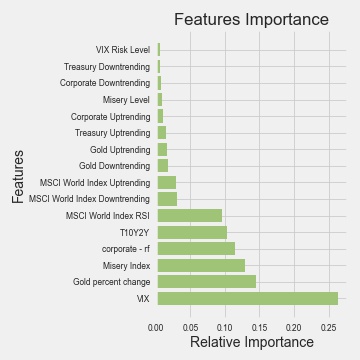 Features Importance
VIX Risk Level
Treasury Downtrending
Corporate Downtrending
Misery Level
Corporate Uptrending
Treasury Uptrending
Gold Uptrending
Gold Downtrending
MSCI World Index Uptrending
MSCI World Index Downtrending
MSCI World Index RSI
T10Y2Y
corporate - rf
Misery Index
Gold percent change
VIX
Features
0.00 0.05 0.10 0.15 0.20 0.25
Relative Importance